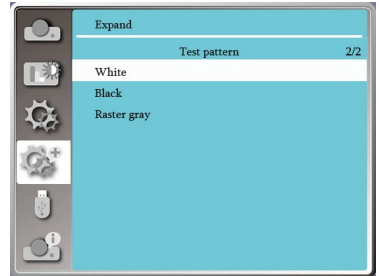 Expand
Test pattern 2/2
White
Black
Raster gray